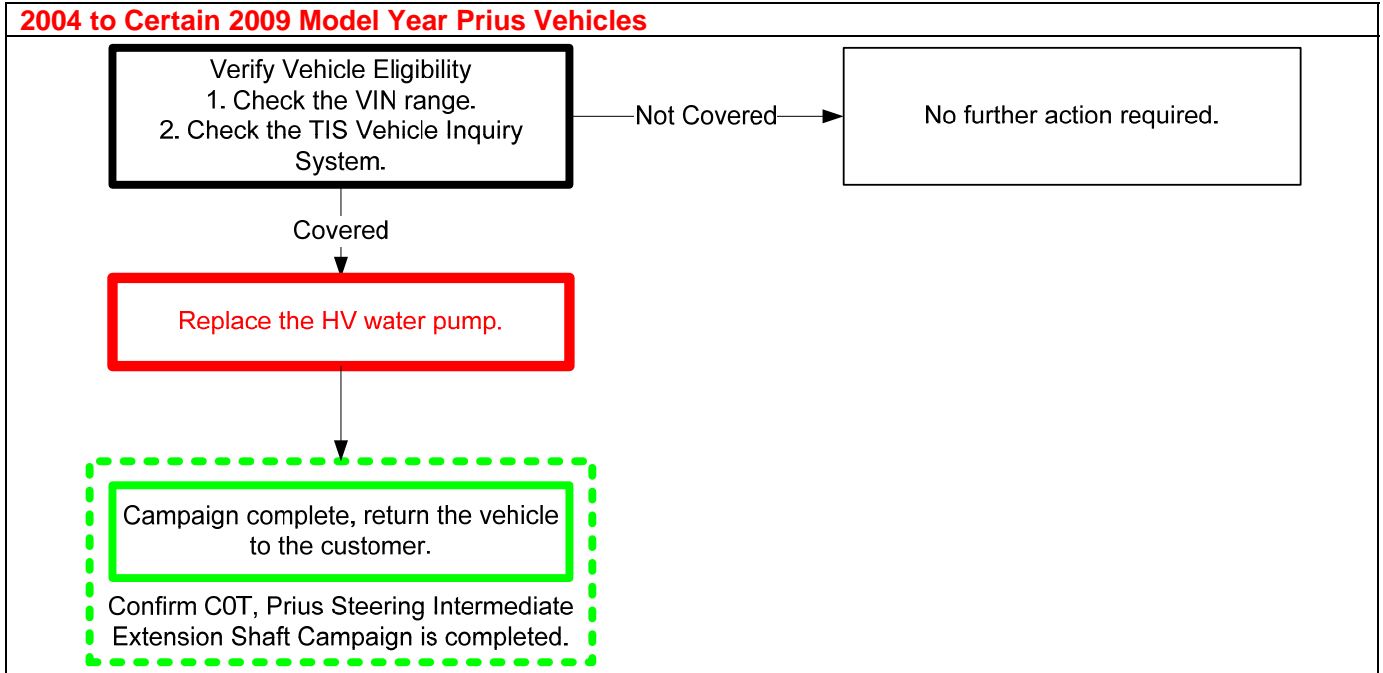 2004 to Certain 2009 Model Year Prius Vehicles
Verify Vehicle Eligibility
1. Check the VIN range.
2. Check the TIS Vehicle Inquiry
System.
Not Covered
No further action required.
Covered
Replace the HV water pump.
Campaign complete, return the vehicle
to the customer.
Confirm C0T, Prius Steering Intermediate
Extension Shaft Campaign is completed.